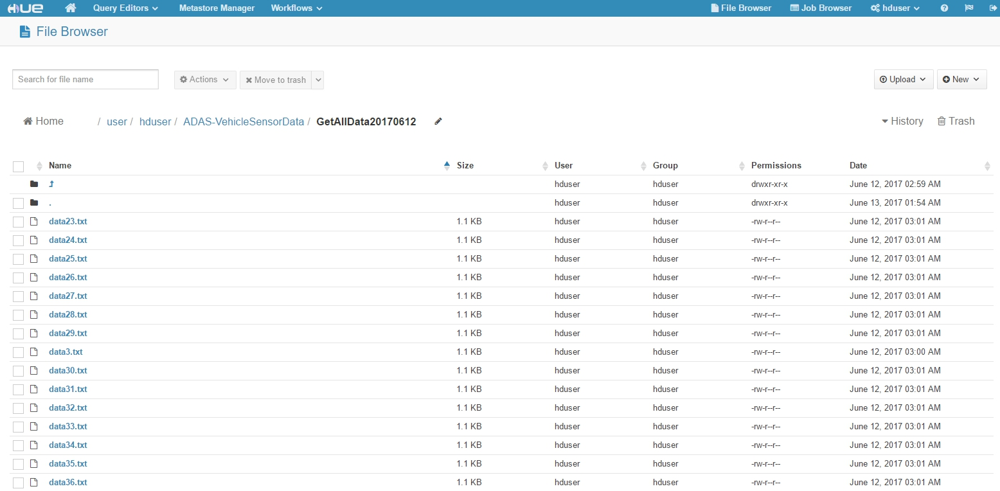 HUE Query Editors Metastore Manager Workflows File Browser Job Browser hduser
File Browser
Search for file name Actions Move to trash Upload New
Home / user / hduser / ADAS-VehicleSensorData / GetAllData20170612 History Trash
Name Size User Group Permissions Date
hduser hduser drwxr-xr-x June 12, 2017 02:59 AM
. hduser hduser drwxr-xr-x June 13, 2017 01:54 AM
data23.txt 1.1 KB hduser hduser -rw-r--r-- June 12, 2017 03:01 AM
data24.txt 1.1 KB hduser hduser -rw-r--r-- June 12, 2017 03:01 AM
data25.txt 1.1 KB hduser hduser -rw-r--r-- June 12, 2017 03:01 AM
data26.txt 1.1 KB hduser hduser -rw-r--r-- June 12, 2017 03:01 AM
data27.txt 1.1 KB hduser hduser -rw-r--r-- June 12, 2017 03:01 AM
data28.txt 1.1 KB hduser hduser -rw-r--r-- June 12, 2017 03:01 AM
data29.txt 1.1 KB hduser hduser -rw-r--r-- June 12, 2017 03:01 AM
data3.txt 1.1 KB hduser hduser -rw-r--r-- June 12, 2017 03:00 AM
data30.txt 1.1 KB hduser hduser -rw-r--r-- June 12, 2017 03:01 AM
data31.txt 1.1 KB hduser hduser -rw-r--r-- June 12, 2017 03:01 AM
data32.txt 1.1 KB hduser hduser -rw-r--r-- June 12, 2017 03:01 AM
data33.txt 1.1 KB hduser hduser -rw-r--r-- June 12, 2017 03:01 AM
data34.txt 1.1 KB hduser hduser -rw-r--r-- June 12, 2017 03:01 AM
data35.txt 1.1 KB hduser hduser -rw-r--r-- June 12, 2017 03:01 AM
data36.txt 1.1 KB hduser hduser -rw-r--r-- June 12, 2017 03:01 AM